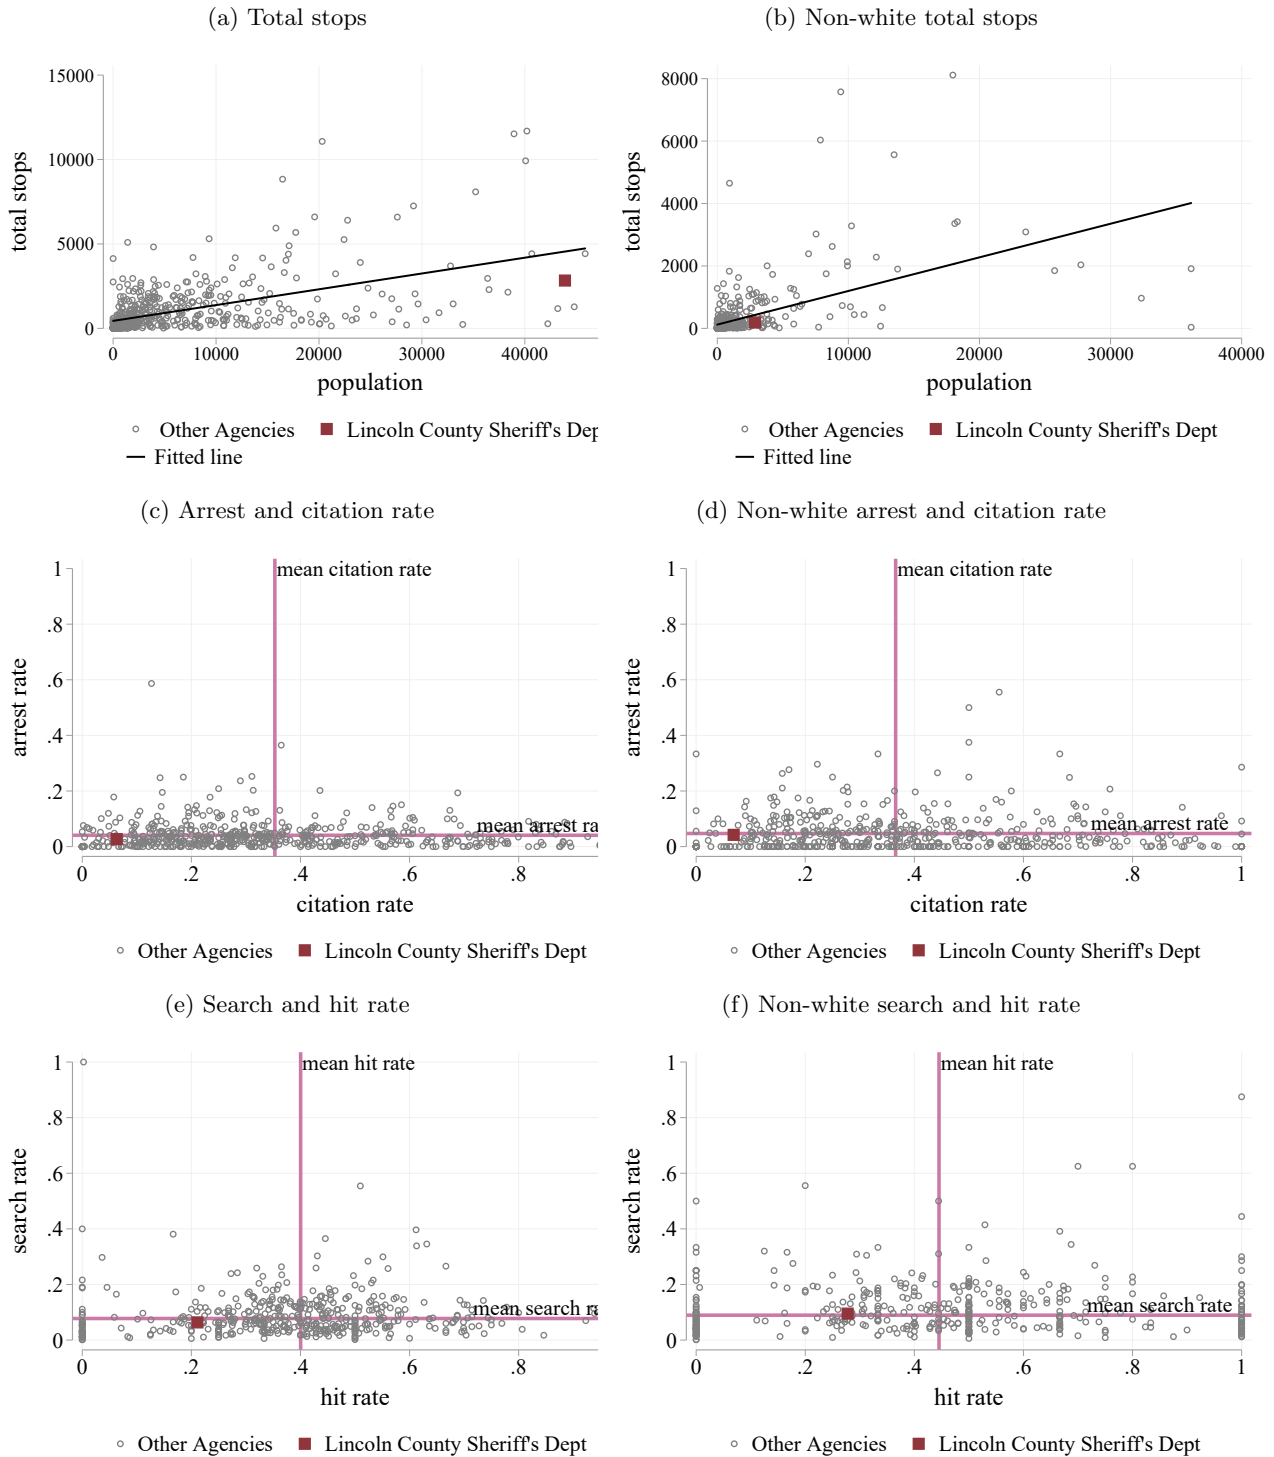 (a) Total stops
total stops
15000
10000
5000
0
0 10000 20000 30000 40000
population
Other Agencies Lincoln County Sheriff's Dep
Fitted line
(b) Non-white total stops
total stops
8000
6000
4000
2000
0
0 10000 20000 30000 40000
population
Other Agencies Lincoln County Sheriff's Dept
Fitted line
(c) Arrest and citation rate
arrest rate
1
.8
.6
.4
.2
0
mean citation rate
mean arrest ra
0 .2 .4 .6 .8
citation rate
Other Agencies Lincoln County Sheriff's Dept
(d) Non-white arrest and citation rate
arrest rate
1
.8
.6
.4
.2
0
mean citation rate
mean arrest rate
0 .2 .4 .6 .8 1
citation rate
Other Agencies Lincoln County Sheriff's Dept
(e) Search and hit rate
search rate
1
.8
.6
.4
.2
0
mean hit rate
mean search ra
0 .2 .4 .6 .8
hit rate
Other Agencies Lincoln County Sheriff's Dept
(f) Non-white search and hit rate
search rate
1
.8
.6
.4
.2
0
mean hit rate
mean search rate
0 .2 .4 .6 .8 1
hit rate
Other Agencies Lincoln County Sheriff's Dept